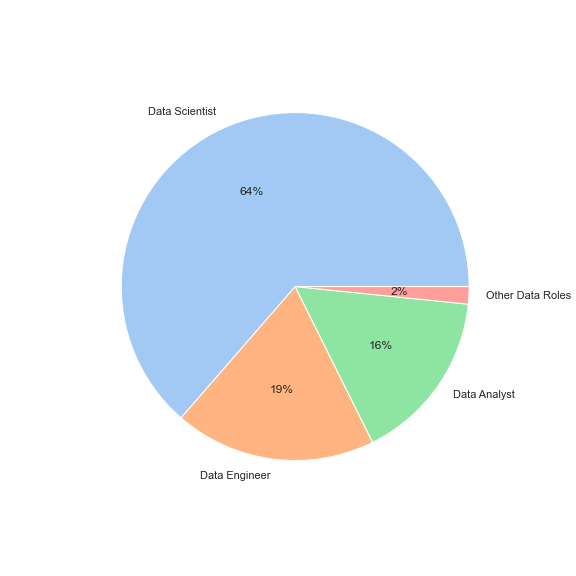 Data Scientist
64%
2%
Other Data Roles
16%
19%
Data Analyst
Data Engineer